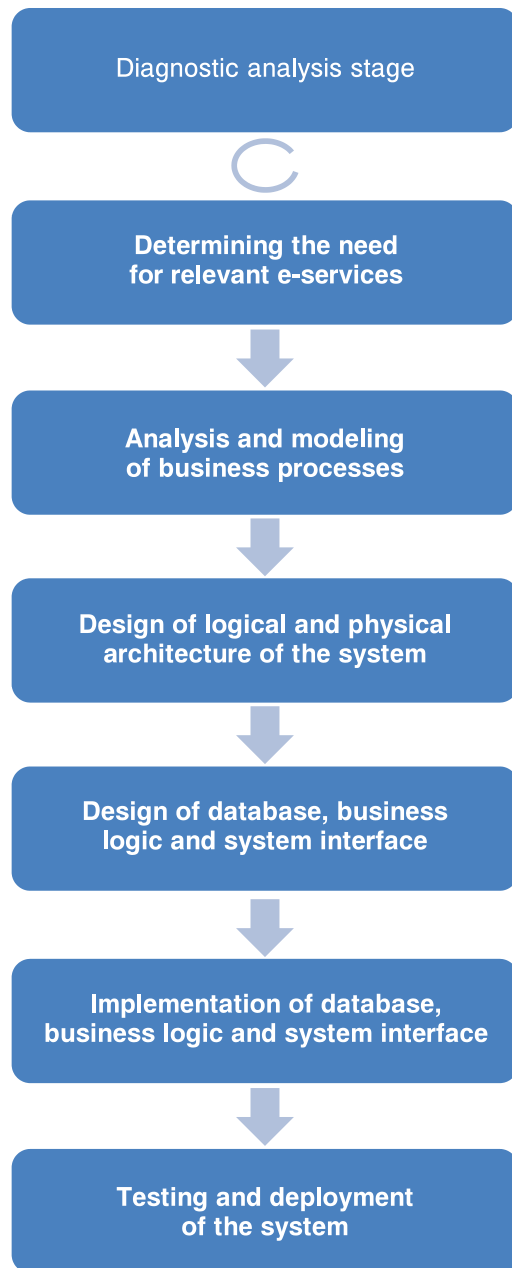 Diagnostic analysis stage
Determining the need
for relevant e-services
Analysis and modeling
of business processes
Design of logical and physical
architecture of the system
Design of database, business
logic and system interface
Implementation of database,
business logic and system interface
Testing and deployment
of the system